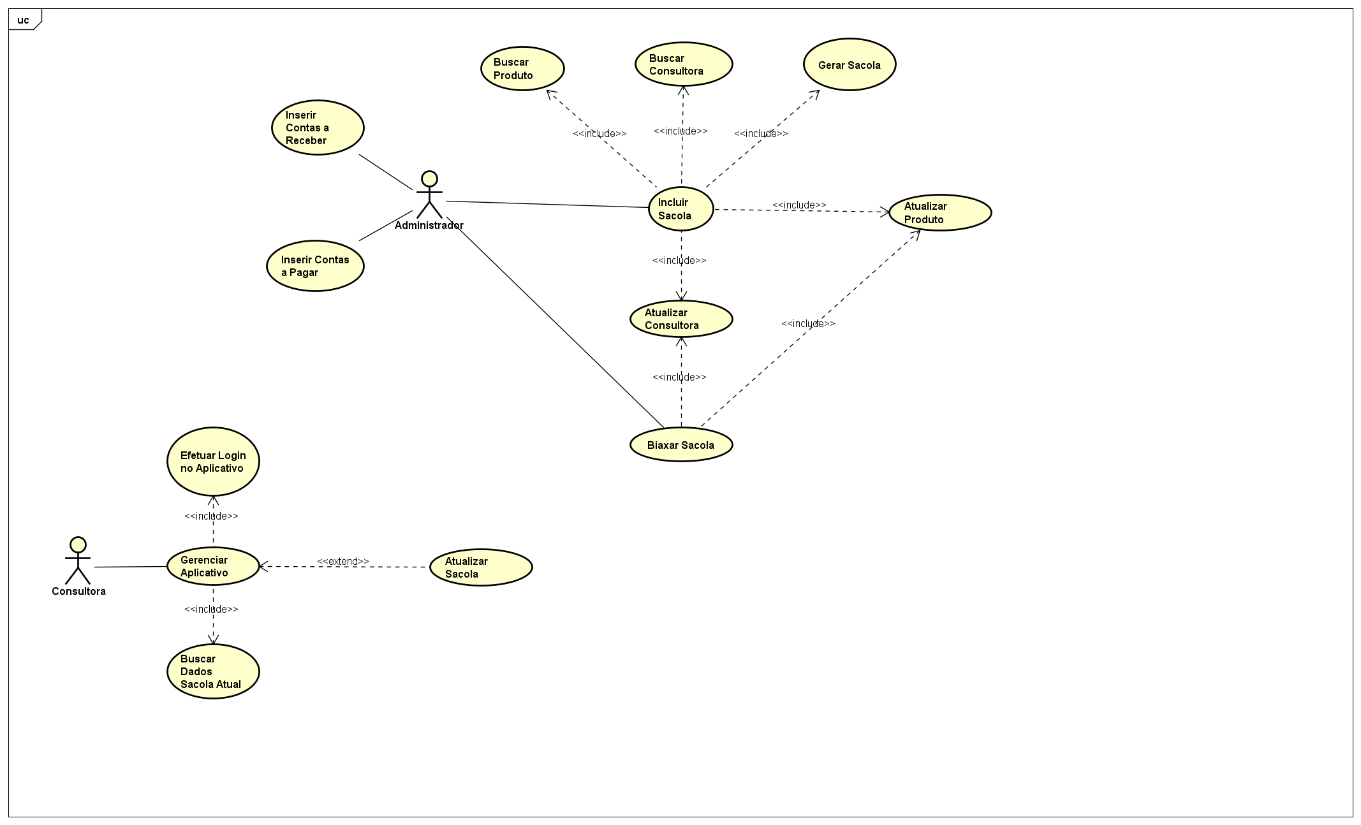 uc
Buscar
Produto
Buscar
Consultora
Gerar Sacola
Inserir
Contas a
Receber
<<include>>
<<include>>
<<include>>
Administrador
Incluir
Sacola
<<include>>
Atualizar
Produto
Inserir Contas
a Pagar
<<include>>
Atualizar
Consultora
<<include>>
<<include>>
Biaxar Sacola
Efetuar Login
no Aplicativo
<<include>>
Consultora
Gerenciar
Aplicativo
<<extend>>
Atualizar
Sacola
<<include>>
Buscar
Dados
Sacola Atual